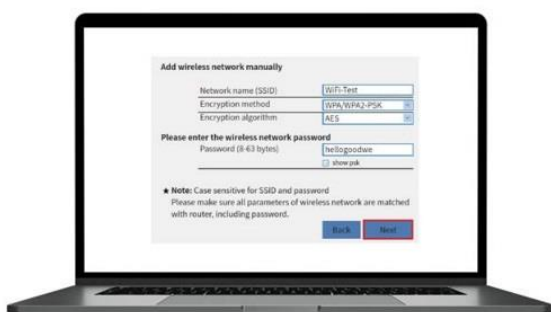 Add wireless network manually
Network name (SSID) WiFi-Test
Encryption method WPA/WPA2-PSK
Encryption algorithm AES
Please enter the wireless network password
Password (8-63 bytes) hellogoodwe
show psk
★ Note: Case sensitive for SSID and password
Please make sure all parameters of wireless network are matched
with router, including password.
Back Next